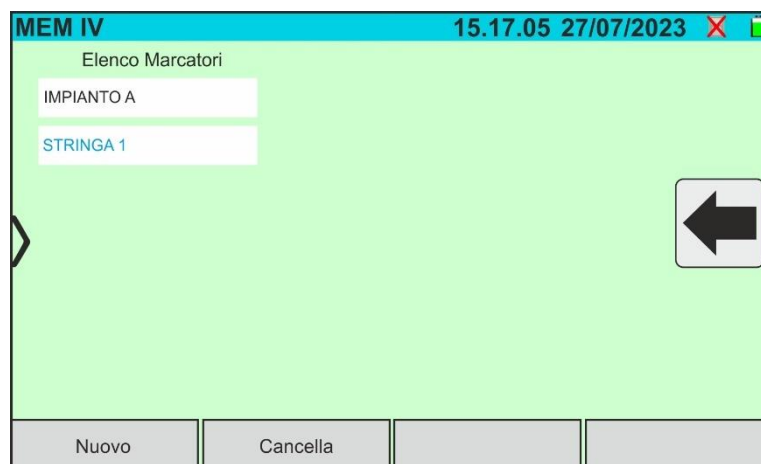 MEM IV 15.17.05 27/07/2023
Elenco Marcatori
IMPIANTO A
STRINGA 1
Nuovo Cancella